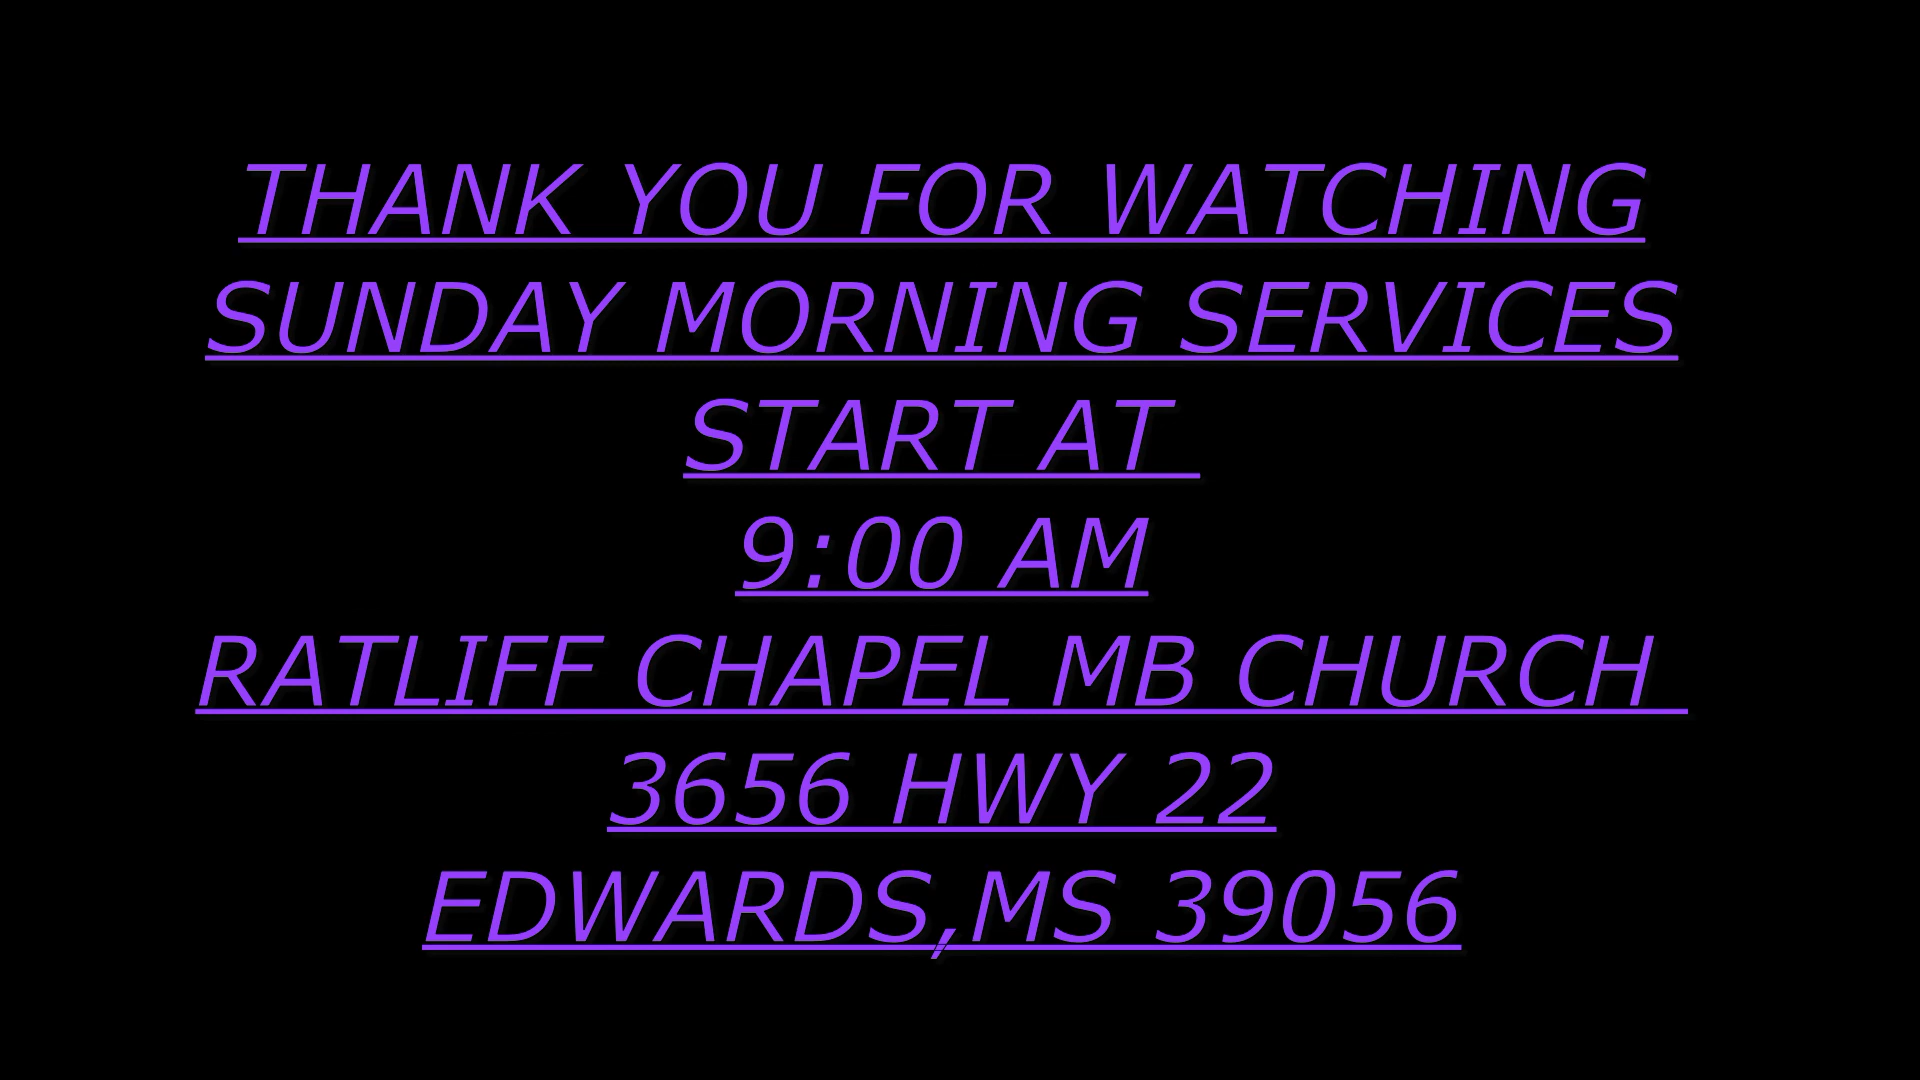 THANK YOU FOR WATCHING
SUNDAY MORNING SERVICES
START AT
9:00 AM
RATLIFF CHAPEL MB CHURCH
3656 HWY 22
EDWARDS,MS 39056